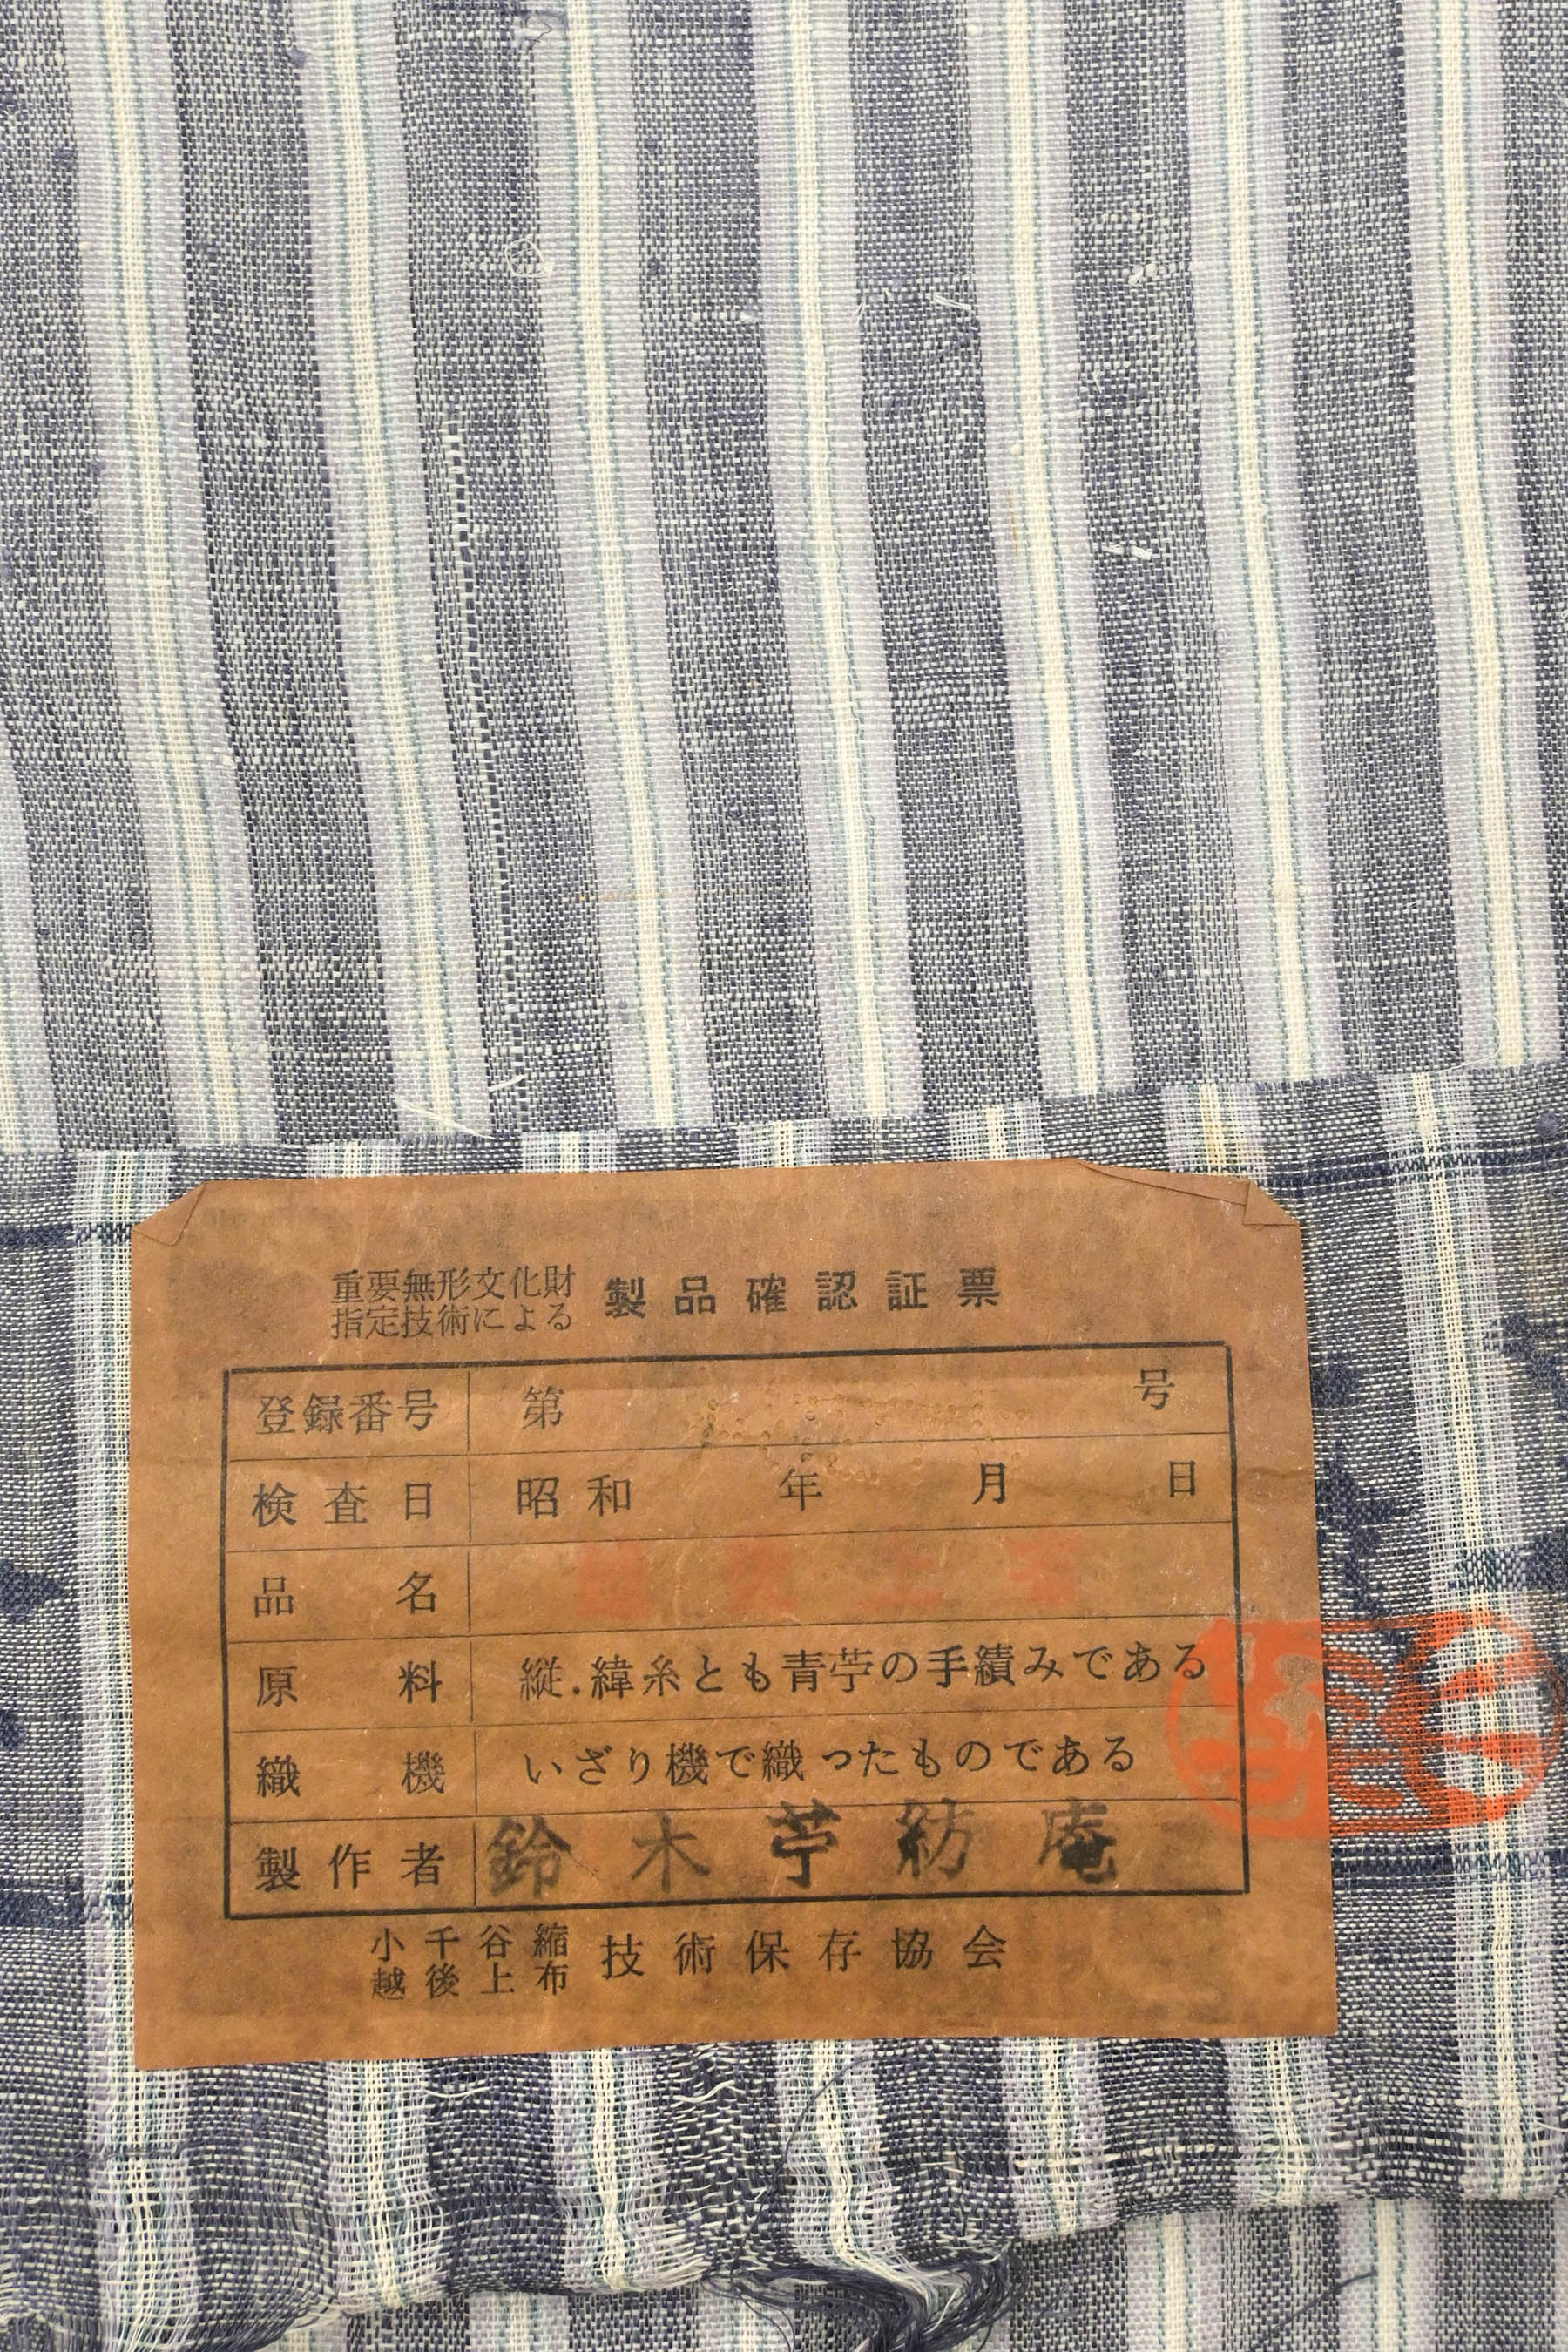 重要無形文化財
指定技術による 製品確認証票
登録番号 第 号
検査日 昭和 年 月 日
品名 越後上布
原料 縦.緯糸とも青苧の手績みである
織機 いざり機で織ったものである
製作者 鈴木苧紡庵
小千谷縮
越後上布 技術保存協会